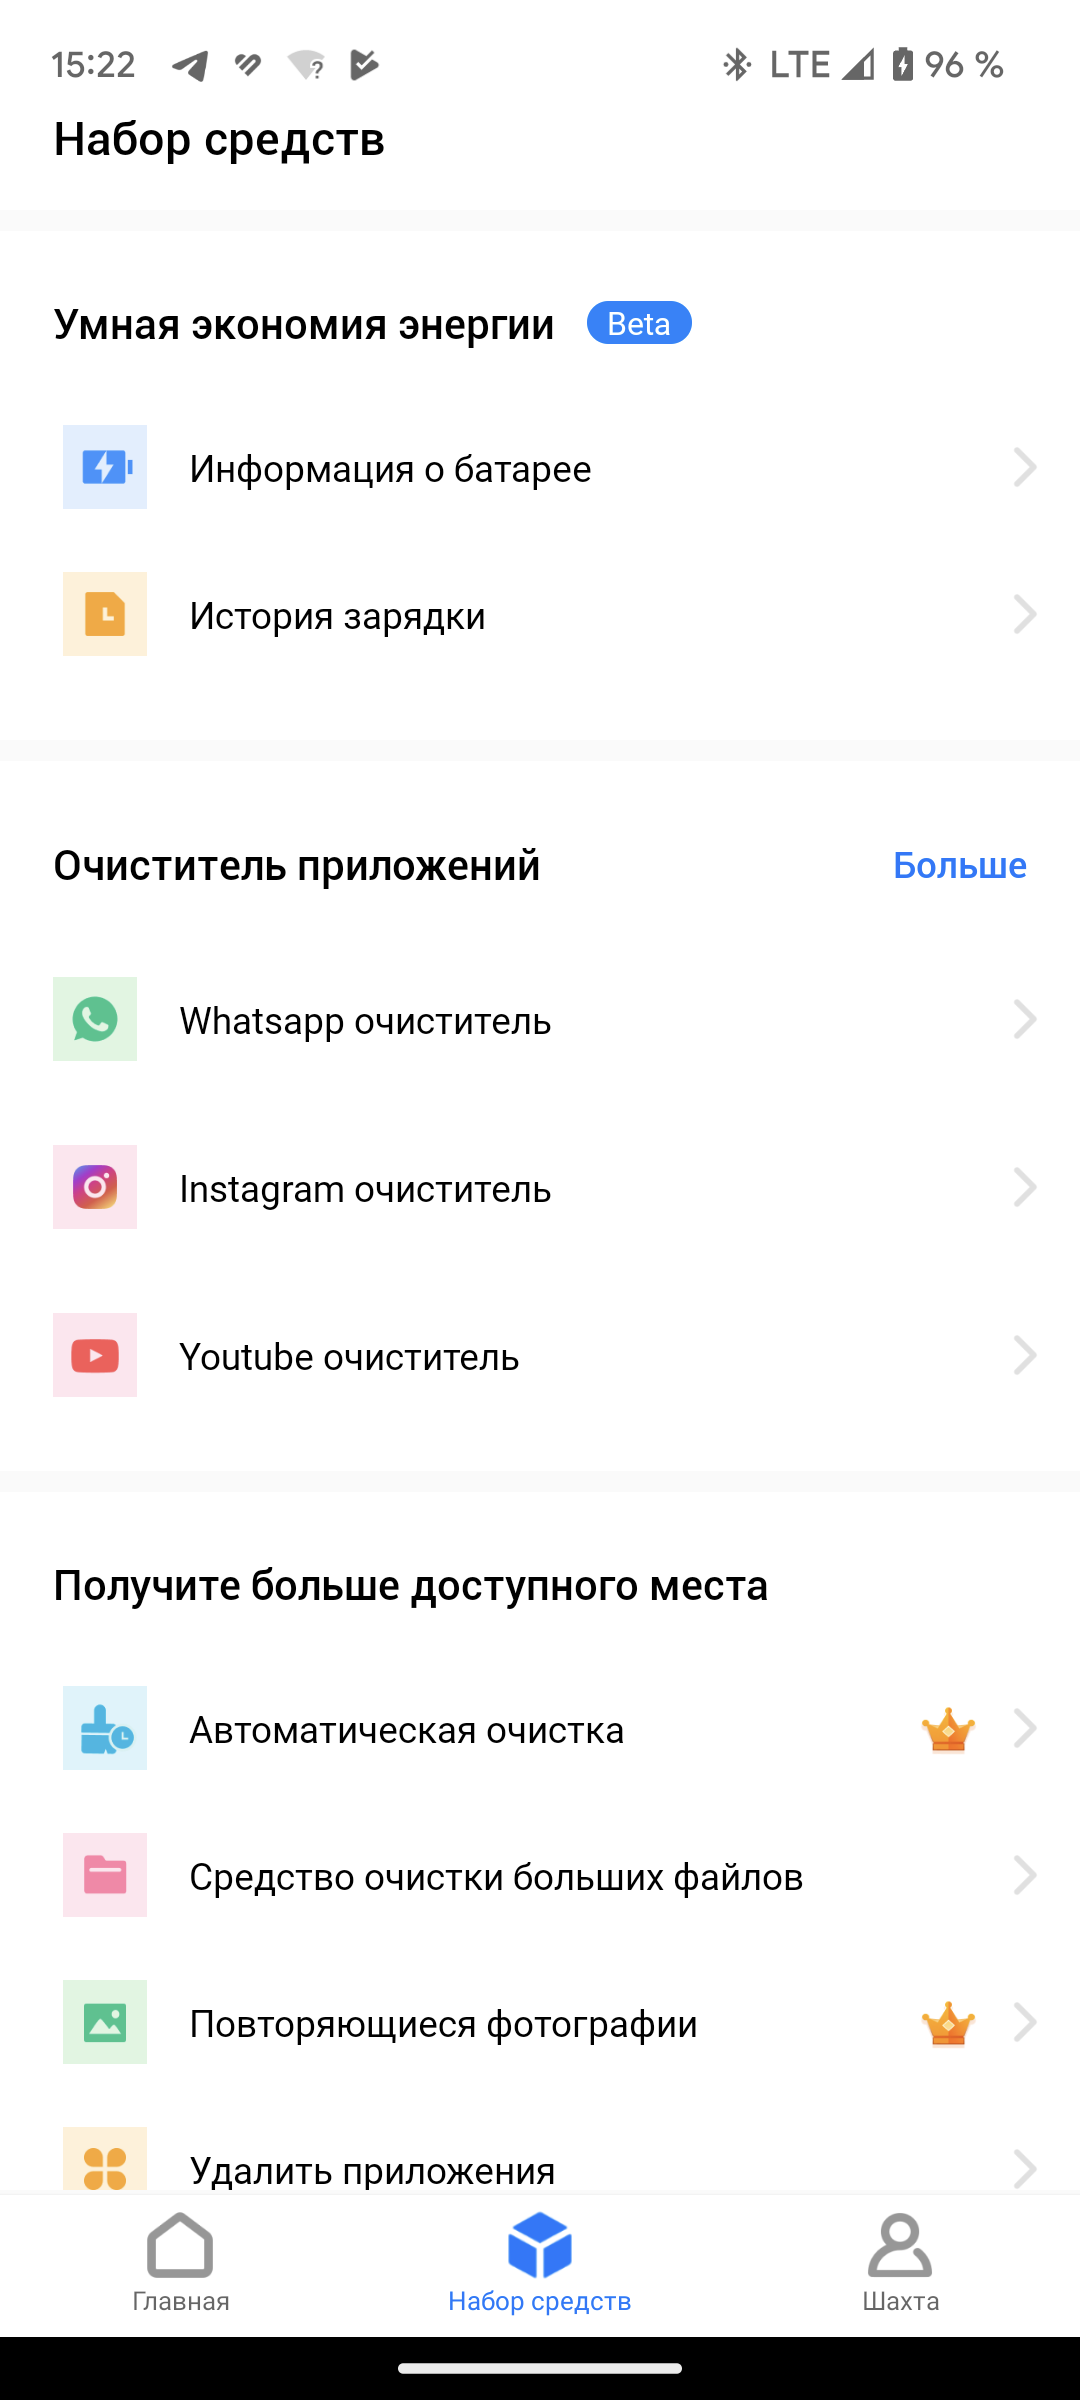 15:22 LTE 96 %
Набор средств
Умная экономия энергии Beta
Информация о батарее
История зарядки
Очиститель приложений Больше
Whatsapp очиститель
Instagram очиститель
Youtube очиститель
Получите больше доступного места
Автоматическая очистка
Средство очистки больших файлов
Повторяющиеся фотографии
Удалить приложения
Главная Набор средств Шахта